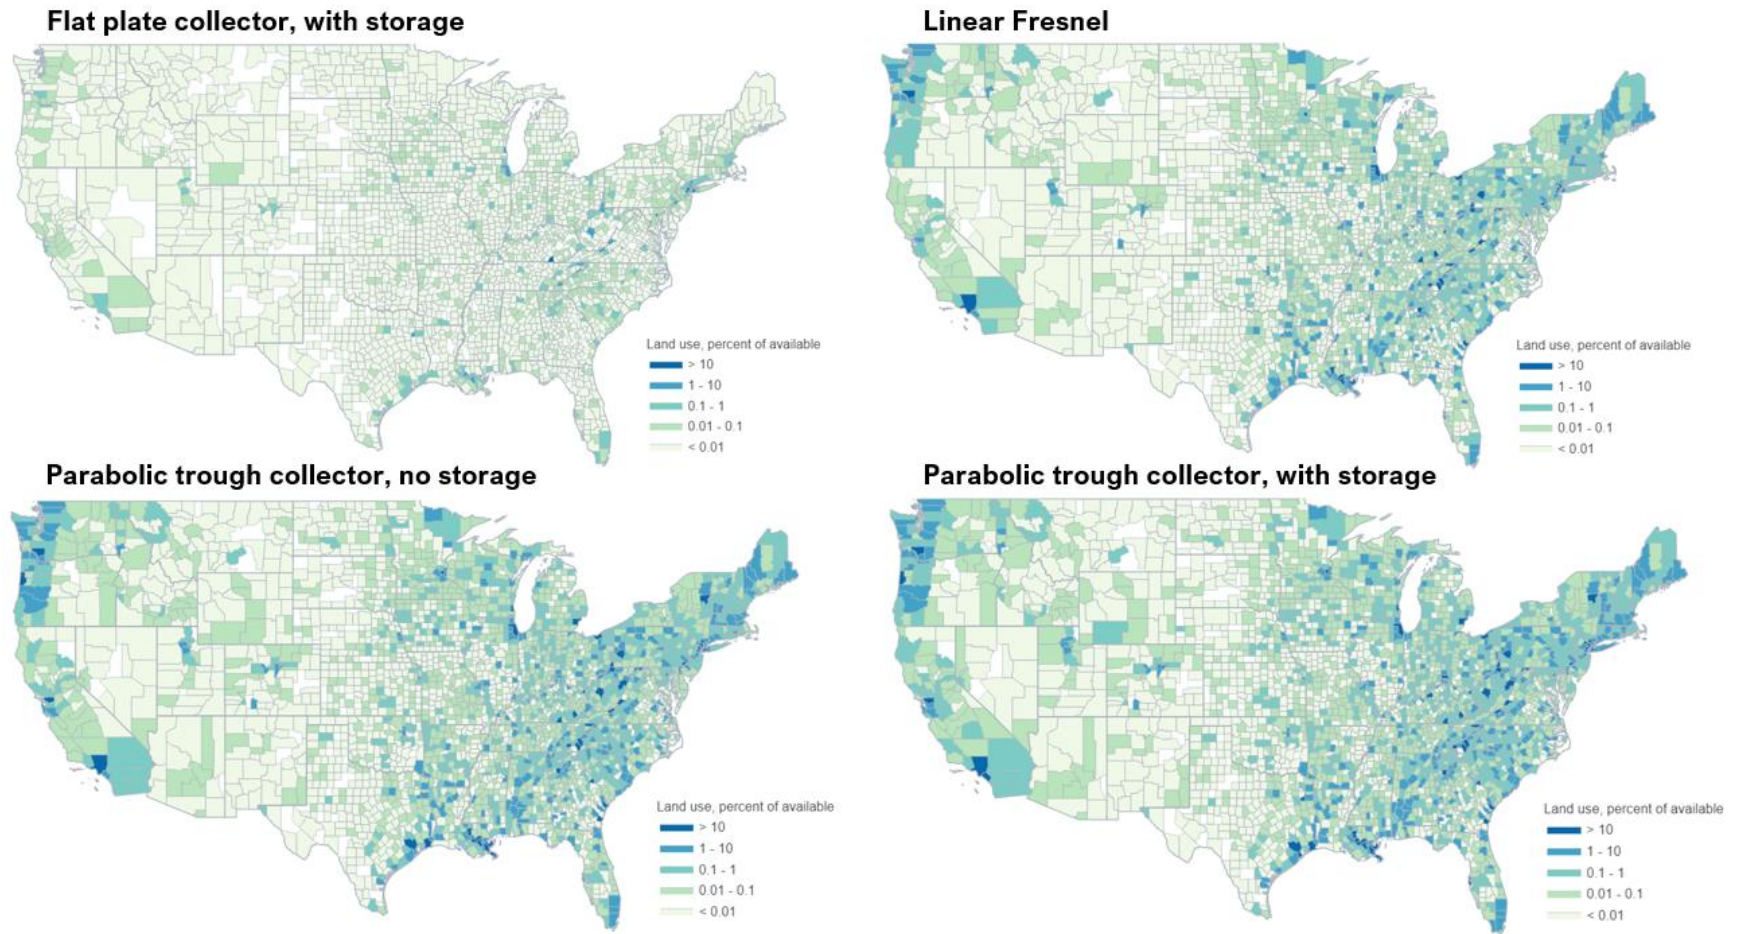 Flat plate collector, with storage
Land use, percent of available
> 10
1 - 10
0.1 - 1
0.01 - 0.1
< 0.01
Linear Fresnel
Land use, percent of available
> 10
1 - 10
0.1 - 1
0.01 - 0.1
< 0.01
Parabolic trough collector, no storage
Land use, percent of available
> 10
1 - 10
0.1 - 1
0.01 - 0.1
< 0.01
Parabolic trough collector, with storage
Land use, percent of available
> 10
1 - 10
0.1 - 1
0.01 - 0.1
< 0.01